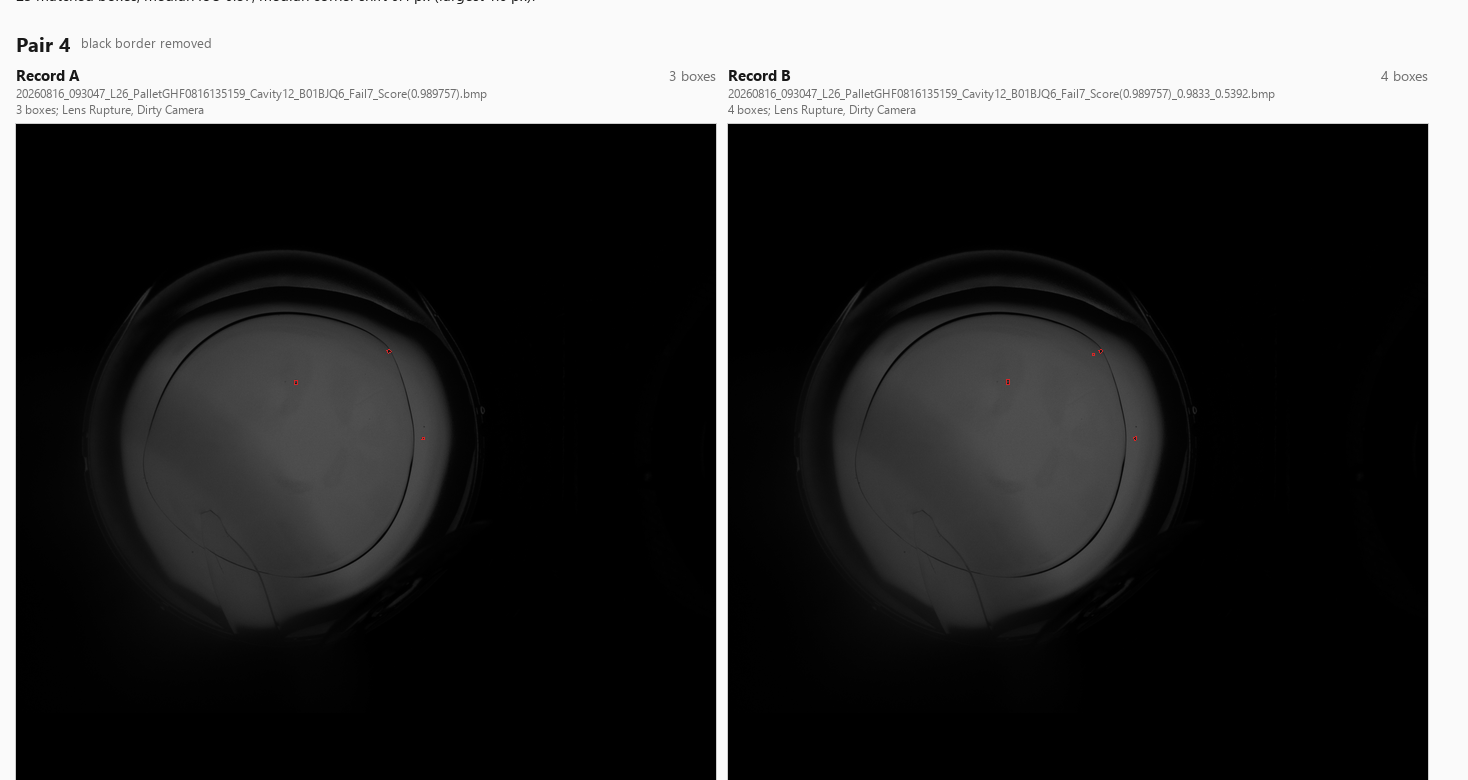 Pair 4 black border removed
Record A 3 boxes
20260816_093047_L26_PalletGHF0816135159_Cavity12_B01BJQ6_Fail7_Score(0.989757).bmp
3 boxes; Lens Rupture, Dirty Camera
Record B 4 boxes
20260816_093047_L26_PalletGHF0816135159_Cavity12_B01BJQ6_Fail7_Score(0.989757)_0.9833_0.5392.bmp
4 boxes; Lens Rupture, Dirty Camera